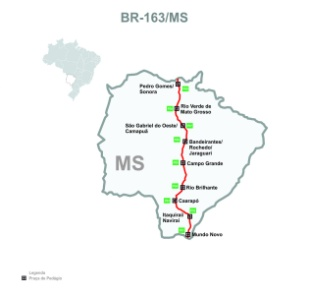 BR-163/MS
Pedro Gomes/
Sonora
Rio Verde de
Mato Grosso
São Gabriel do Oeste/
Camapuã
Bandeirantes/
Rochedo/
Jaraguari
MS
Campo Grande
Rio Brilhante
Caarapó
Itaquiraí
Naviraí
Mundo Novo
Legenda
Praça de Pedágio